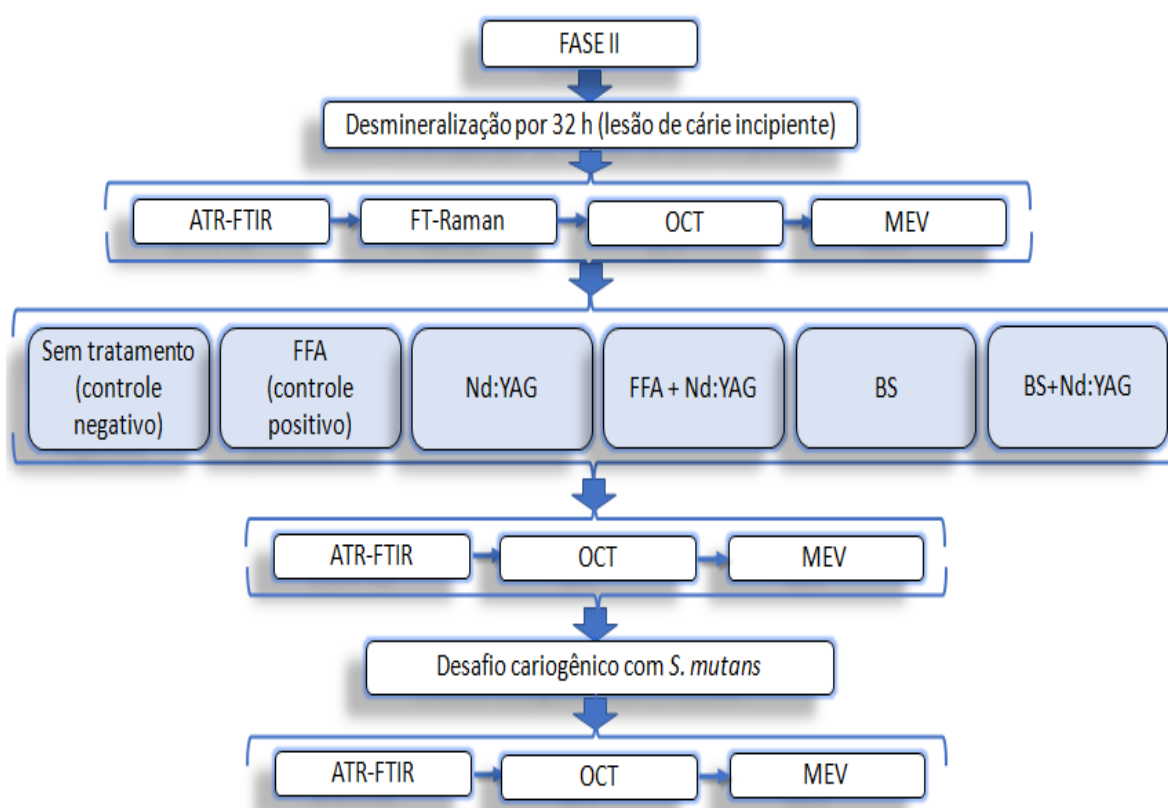 FASE II
Desmineralização por 32 h (lesão de cárie incipiente)
ATR-FTIR
FT-Raman
OCT
MEV
Sem tratamento
(controle
negativo)
FFA
(controle
positivo)
Nd:YAG
FFA + Nd:YAG
BS
BS+Nd:YAG
ATR-FTIR
OCT
MEV
Desafio cariogênico com S. mutans
ATR-FTIR
OCT
MEV